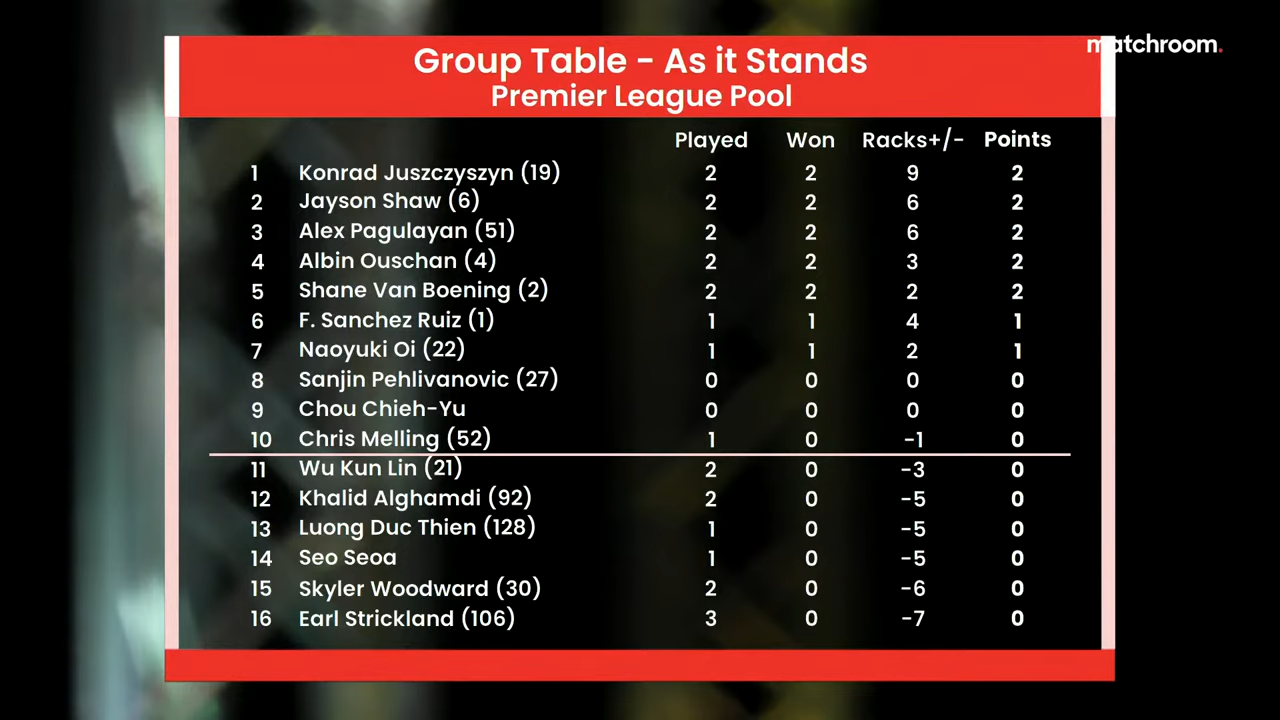 matchroom.
Group Table - As it Stands
Premier League Pool
Played Won Racks+/- Points
1 Konrad Juszczyszyn (19) 2 2 9 2
2 Jayson Shaw (6) 2 2 6 2
3 Alex Pagulayan (51) 2 2 6 2
4 Albin Ouschan (4) 2 2 3 2
5 Shane Van Boening (2) 2 2 2 2
6 F. Sanchez Ruiz (1) 1 1 4 1
7 Naoyuki Oi (22) 1 1 2 1
8 Sanjin Pehlivanovic (27) 0 0 0 0
9 Chou Chieh-Yu 0 0 0 0
10 Chris Melling (52) 1 0 -1 0
11 Wu Kun Lin (21) 2 0 -3 0
12 Khalid Alghamdi (92) 2 0 -5 0
13 Luong Duc Thien (128) 1 0 -5 0
14 Seo Seoa 1 0 -5 0
15 Skyler Woodward (30) 2 0 -6 0
16 Earl Strickland (106) 3 0 -7 0